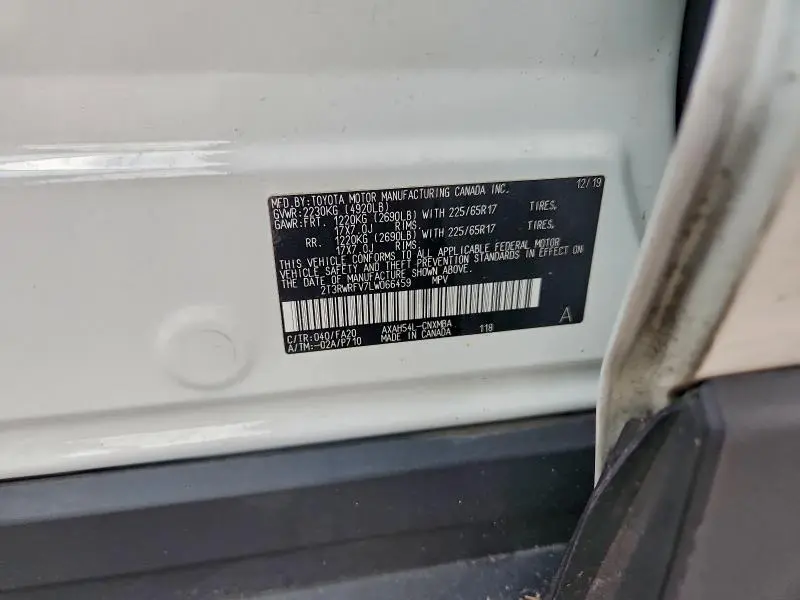 MFD.BY:TOYOTA MOTOR MANUFACTURING CANADA INC. 12/19
GVWR:2230KG (4920LB)
GAWR:FRT. 1220KG (2690LB) WITH 225/65R17 TIRES,
17X7.0J RIMS.
RR. 1220KG (2690LB) WITH 225/65R17 TIRES,
17X7.0J RIMS.
THIS VEHICLE CONFORMS TO ALL APPLICABLE FEDERAL MOTOR
VEHICLE SAFETY AND THEFT PREVENTION STANDARDS IN EFFECT ON
THE DATE OF MANUFACTURE SHOWN ABOVE.
2T3RWRFV7LW066459 MPV
C/TR:040/FA20 AXAH54L-CNXMBA 118 A
A/TM:-02A/P710 MADE IN CANADA